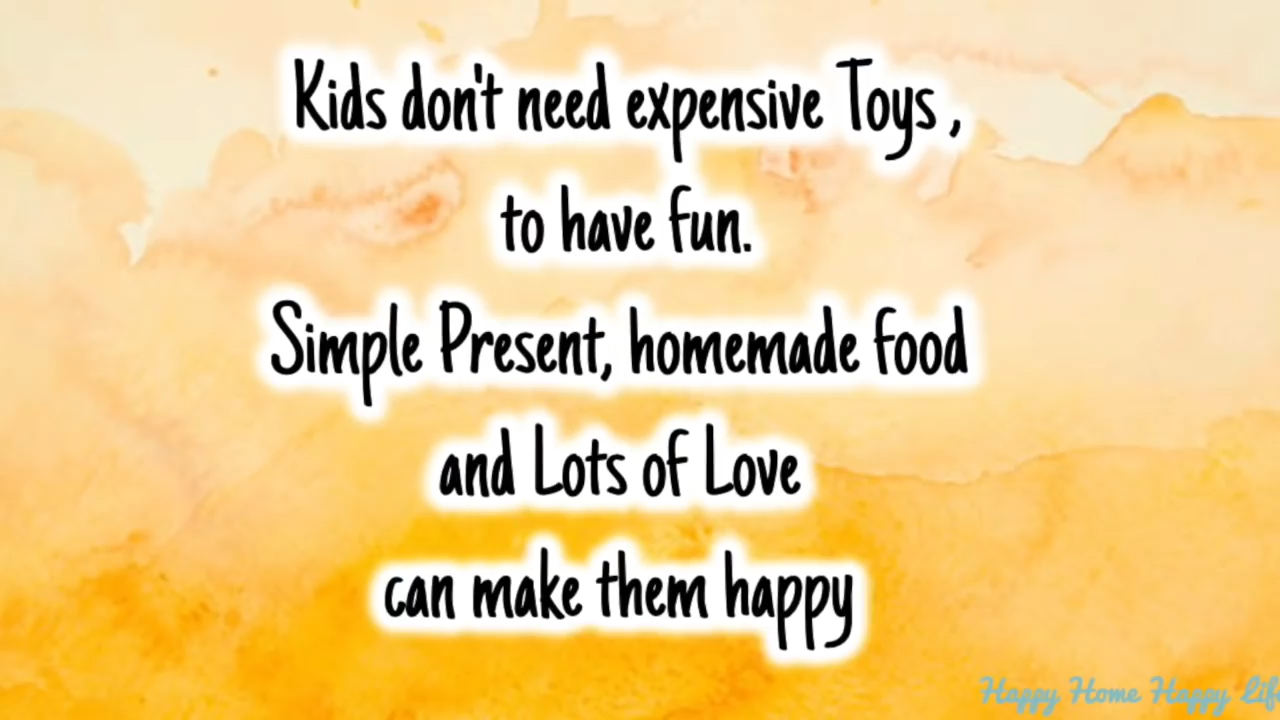 Kids don't need expensive Toys ,
to have fun.
Simple Present, homemade food
and Lots of Love
can make them happy
Happy Home Happy Life